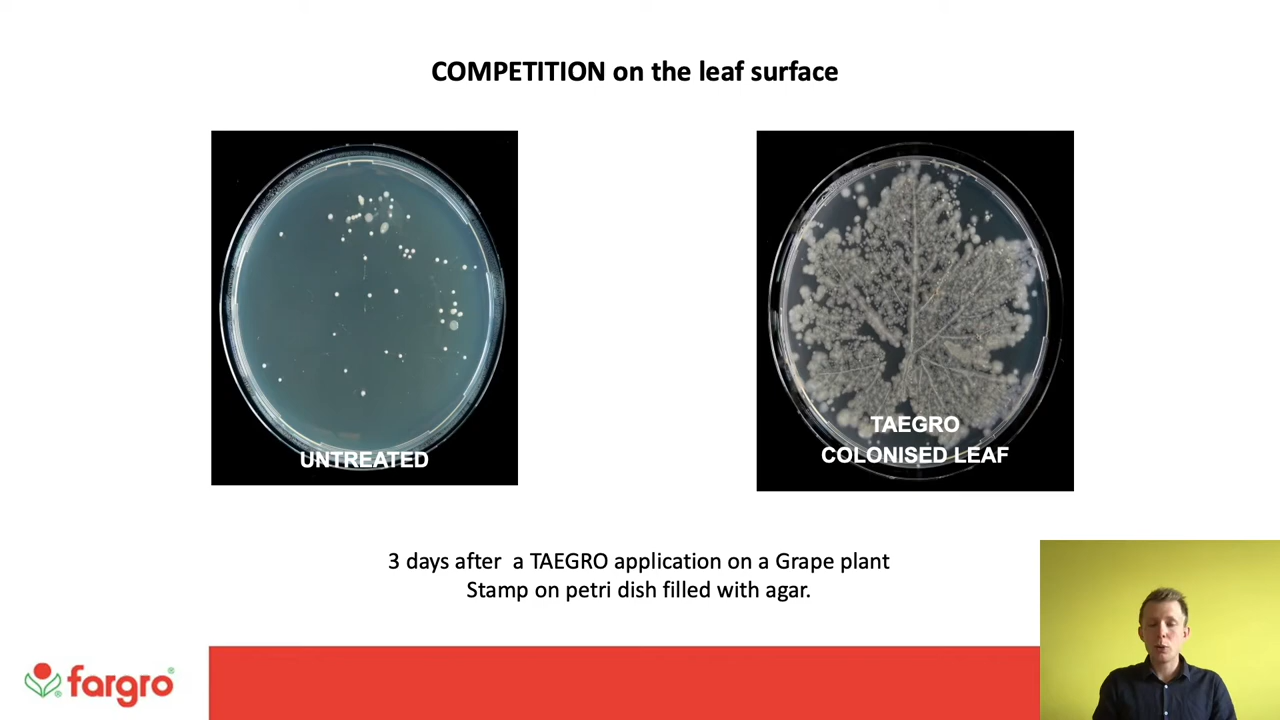 COMPETITION on the leaf surface
UNTREATED
TAEGRO
COLONISED LEAF
3 days after a TAEGRO application on a Grape plant
Stamp on petri dish filled with agar.
fargro®